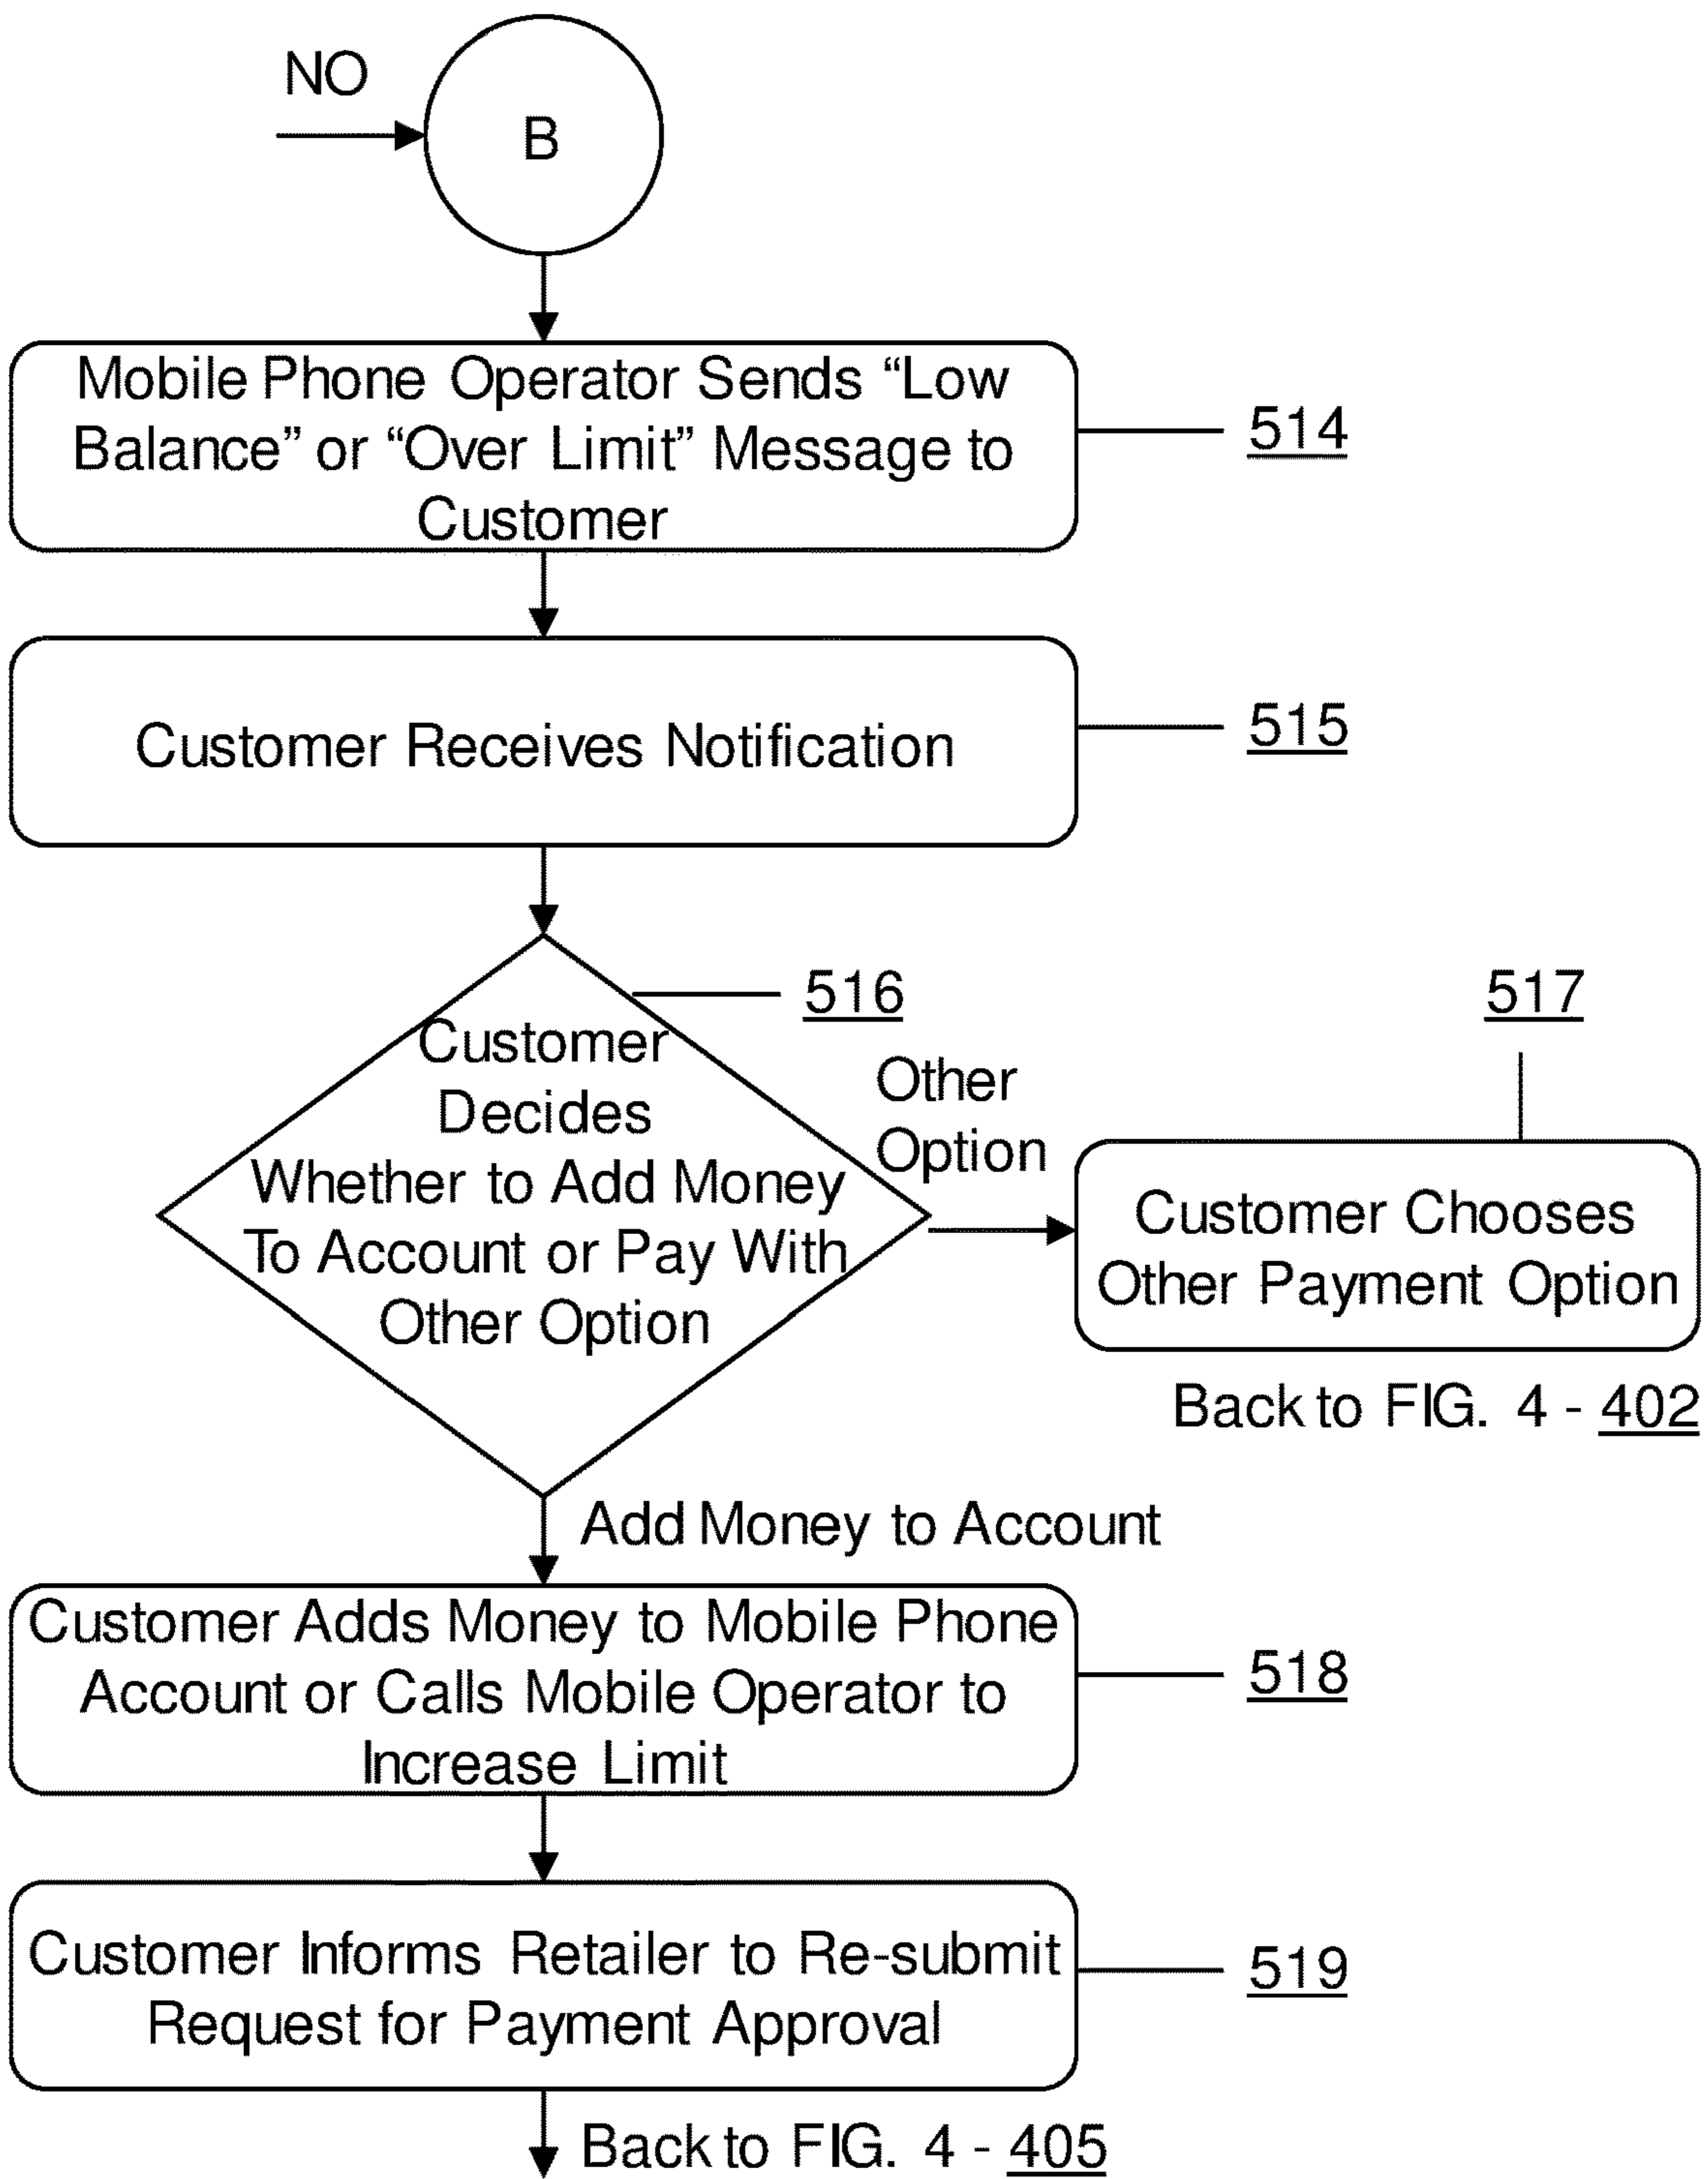 NO
B
Mobile Phone Operator Sends “Low
Balance” or “Over Limit” Message to
Customer
514
Customer Receives Notification
515
516
Customer
Decides
Whether to Add Money
To Account or Pay With
Other Option
Other
Option
517
Customer Chooses
Other Payment Option
Back to FIG. 4 - 402
Add Money to Account
Customer Adds Money to Mobile Phone
Account or Calls Mobile Operator to
Increase Limit
518
Customer Informs Retailer to Re-submit
Request for Payment Approval
519
Back to FIG. 4 - 405